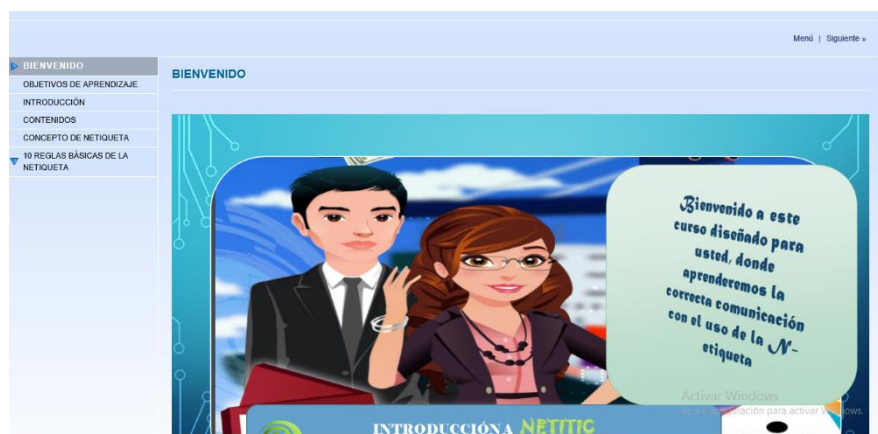 Menú | Siguiente »
BIENVENIDO
OBJETIVOS DE APRENDIZAJE
INTRODUCCIÓN
CONTENIDOS
CONCEPTO DE NETIQUETA
10 REGLAS BÁSICAS DE LA
NETIQUETA
BIENVENIDO
Bienvenido a este
curso diseñado para
usted, donde
aprenderemos la
correcta comunicación
con el uso de la N-
etiqueta
Activar Windows
para activar
INTRODUCCIÓN A NETITIC